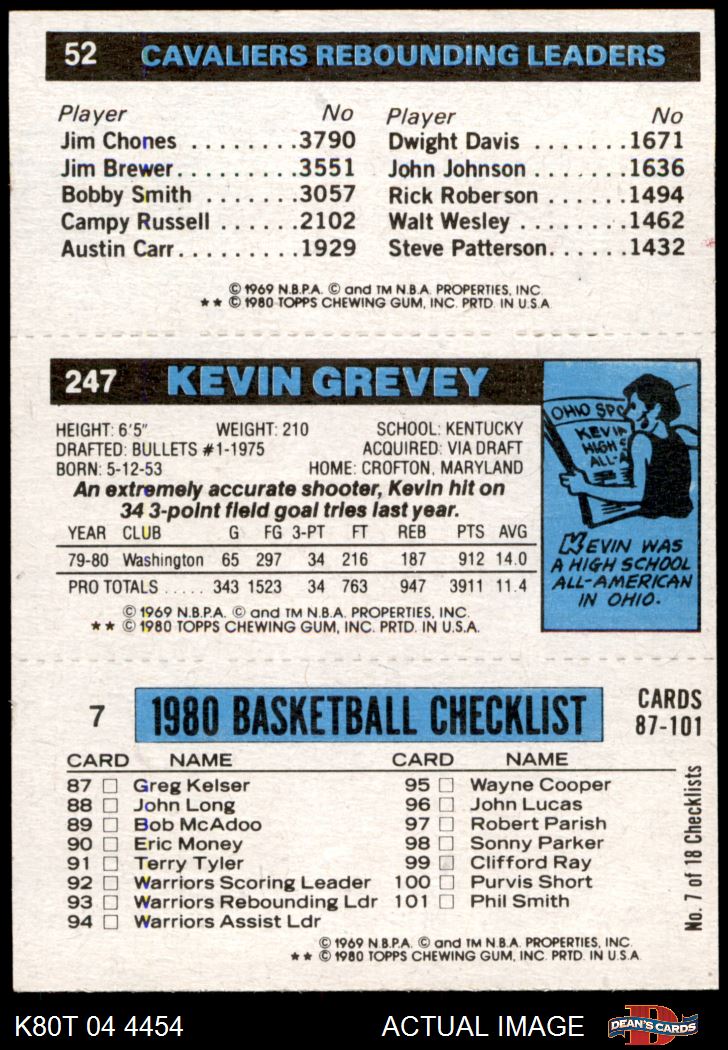 52 CAVALIERS REBOUNDING LEADERS
Player No Player No
Jim Chones ........3790 Dwight Davis .......1671
Jim Brewer.........3551 John Johnson .......1636
Bobby Smith .......3057 Rick Roberson ......1494
Campy Russell ......2102 Walt Wesley ........1462
Austin Carr..........1929 Steve Patterson......1432
© 1969 N.B.P.A. © and TM N.B.A. PROPERTIES, INC.
★★ © 1980 TOPPS CHEWING GUM, INC. PRTD. IN U.S.A.
247 KEVIN GREVEY
HEIGHT: 6'5" WEIGHT: 210 SCHOOL: KENTUCKY
DRAFTED: BULLETS #1-1975 ACQUIRED: VIA DRAFT
BORN: 5-12-53 HOME: CROFTON, MARYLAND
An extremely accurate shooter, Kevin hit on
34 3-point field goal tries last year.
YEAR CLUB G FG 3-PT FT REB PTS AVG
79-80 Washington 65 297 34 216 187 912 14.0
PRO TOTALS ..... 343 1523 34 763 947 3911 11.4
© 1969 N.B.P.A. © and TM N.B.A. PROPERTIES, INC.
★★ © 1980 TOPPS CHEWING GUM, INC. PRTD. IN U.S.A.
OHIO SPO
KEVIN
HIGH S
ALL-A
KEVIN WAS
A HIGH SCHOOL
ALL-AMERICAN
IN OHIO.
7 1980 BASKETBALL CHECKLIST CARDS
87-101
CARD NAME CARD NAME
87 □ Greg Kelser 95 □ Wayne Cooper
88 □ John Long 96 □ John Lucas
89 □ Bob McAdoo 97 □ Robert Parish
90 □ Eric Money 98 □ Sonny Parker
91 □ Terry Tyler 99 □ Clifford Ray
92 □ Warriors Scoring Leader 100 □ Purvis Short
93 □ Warriors Rebounding Ldr 101 □ Phil Smith
94 □ Warriors Assist Ldr
No. 7 of 18 Checklists
© 1969 N.B.P.A. © and TM N.B.A. PROPERTIES, INC.
★★ © 1980 TOPPS CHEWING GUM, INC. PRTD. IN U.S.A.
K80T 04 4454 ACTUAL IMAGE DEAN'S CARDS